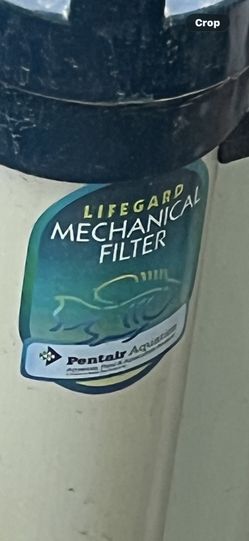 Crop
LIFEGARD
MECHANICAL
FILTER
Pentair Aquatics